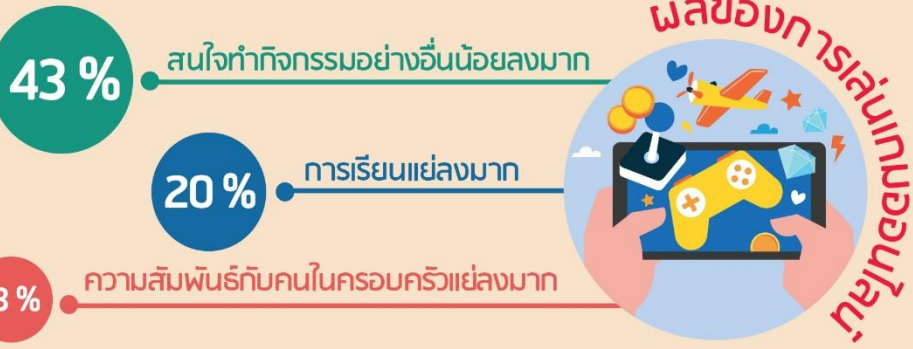 ผลของการเล่นเกมออนไลน์
43 %
สนใจทำกิจกรรมอย่างอื่นน้อยลงมาก
20 %
การเรียนแย่ลงมาก
ความสัมพันธ์กับคนในครอบครัวแย่ลงมาก